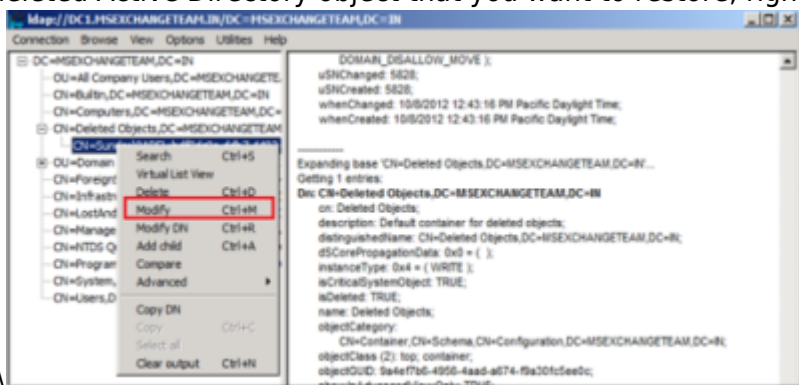 deleted Active Directory object that you want to restore, righ
ldap://DC1.MSEXCHANGETEAM.IN/DC=MSEXCHANGETEAM,DC=IN
Connection Browse View Options Utilities Help
DC=MSEXCHANGETEAM,DC=IN
OU=All Company Users,DC=MSEXCHANGETE
CN=Builtin,DC=MSEXCHANGETEAM,DC=IN
CN=Computers,DC=MSEXCHANGETEAM,DC=
CN=Deleted Objects,DC=MSEXCHANGETEAM
OU=Domain
CN=Foreign
CN=Infrastr
CN=LostAnd
CN=Manage
CN=NTDS Q
CN=Program
CN=System,
CN=Users,D
Search Ctrl+S
Virtual List View
Delete Ctrl+D
Modify Ctrl+M
Modify DN Ctrl+R
Add child Ctrl+A
Compare
Advanced
Copy DN
Copy Ctrl+C
Select all
Clear output Ctrl+N
DOMAIN_DISALLOW_MOVE );
uSNChanged: 5828;
uSNCreated: 5828;
whenChanged: 10/8/2012 12:43:16 PM Pacific Daylight Time;
whenCreated: 10/8/2012 12:43:16 PM Pacific Daylight Time;
-----------
Expanding base 'CN=Deleted Objects,DC=MSEXCHANGETEAM,DC=IN'...
Getting 1 entries:
Dn: CN=Deleted Objects,DC=MSEXCHANGETEAM,DC=IN
cn: Deleted Objects;
description: Default container for deleted objects;
distinguishedName: CN=Deleted Objects,DC=MSEXCHANGETEAM,DC=IN;
dSCorePropagationData: 0x0 = ( );
instanceType: 0x4 = ( WRITE );
isCriticalSystemObject: TRUE;
isDeleted: TRUE;
name: Deleted Objects;
objectCategory:
CN=Container,CN=Schema,CN=Configuration,DC=MSEXCHANGETEAM,DC=IN;
objectClass (2): top; container;
objectGUID: 9a4ef7b6-4956-4aad-a674-f9a30fc5ee0c;